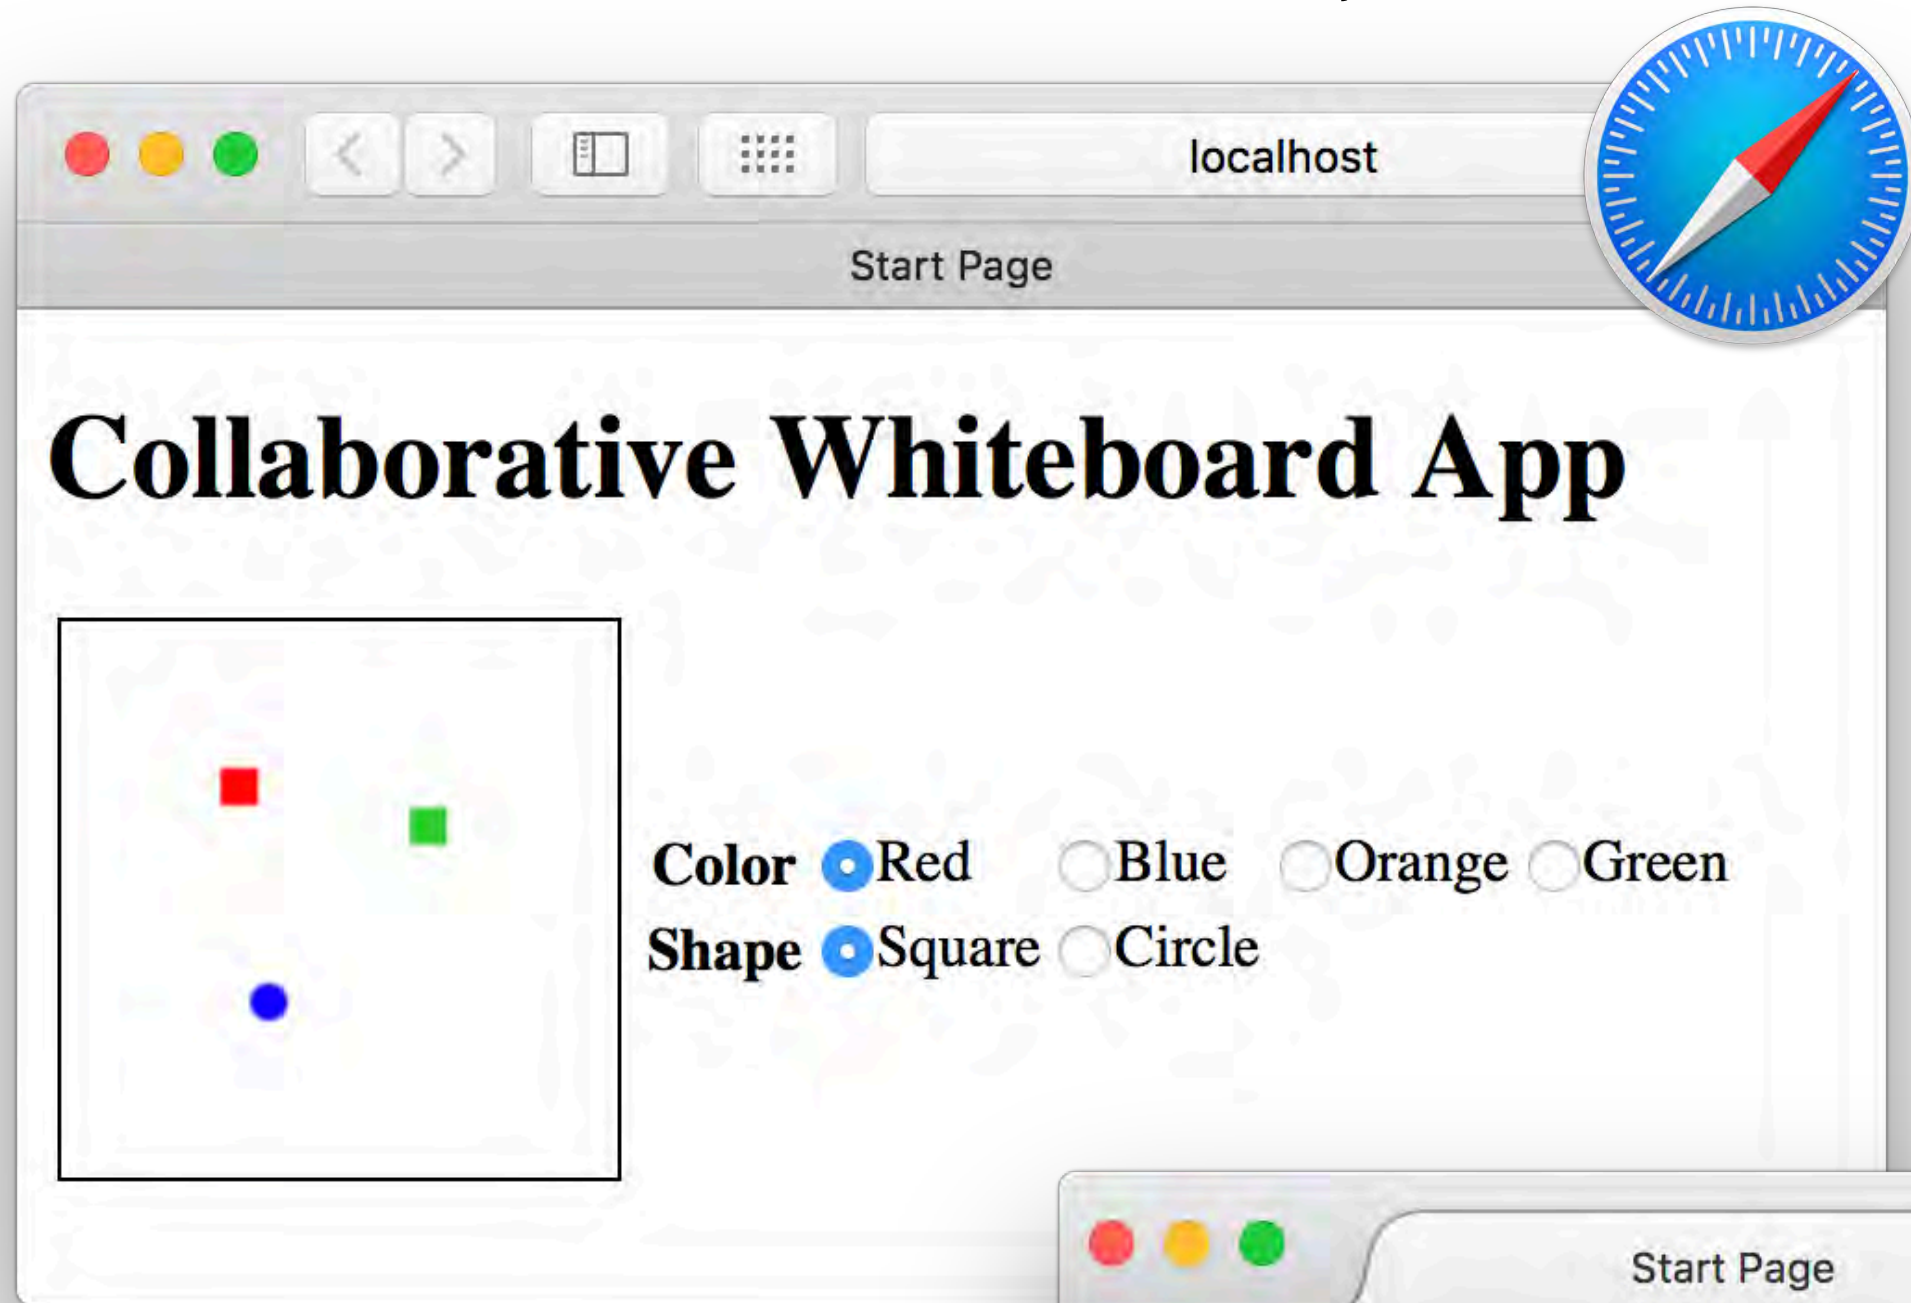 localhost
Start Page
Collaborative Whiteboard App
Color Red Blue Orange Green
Shape Square Circle
Start Page